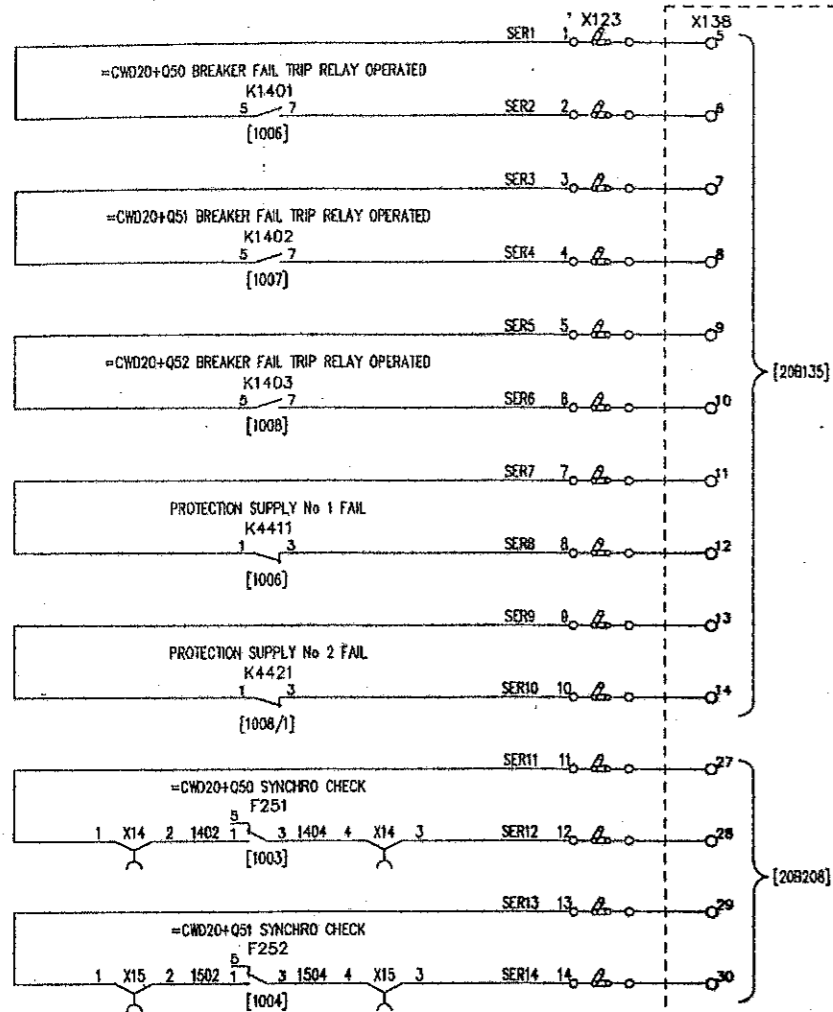 ' X123 X138
SER1 1 5
=CWD20+Q50 BREAKER FAIL TRIP RELAY OPERATED
K1401
5 7 SER2 2 6
[1006]
SER3 3 7
=CWD20+Q51 BREAKER FAIL TRIP RELAY OPERATED
K1402
5 7 SER4 4 8
[1007]
SER5 5 9
=CWD20+Q52 BREAKER FAIL TRIP RELAY OPERATED
[20B135]
K1403
5 7 SER6 6 10
[1008]
SER7 7 11
PROTECTION SUPPLY No 1 FAIL
K4411
1 3 SER8 8 12
[1006]
SER9 9 13
PROTECTION SUPPLY No 2 FAIL
K4421
1 3 SER10 10 14
[1008/1]
SER11 11 27
=CWD20+Q50 SYNCHRO CHECK
F251
5
1 X14 2 1402 1 3 1404 4 X14 3 SER12 12 28
[1003]
[20B208]
SER13 13 29
=CWD20+Q51 SYNCHRO CHECK
F252
5
1 X15 2 1502 1 3 1504 4 X15 3 SER14 14 30
[1004]